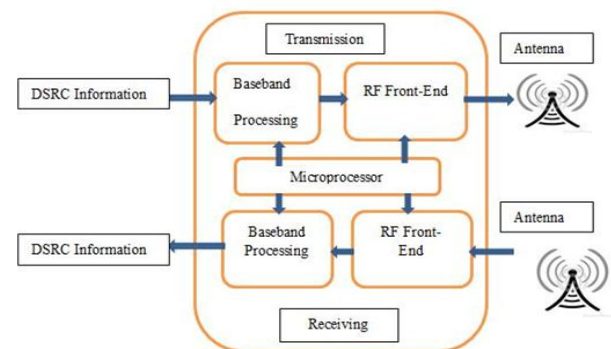 Transmission
Antenna
DSRC Information
Baseband
Processing
RF Front-End
Microprocessor
Antenna
DSRC Information
Baseband
Processing
RF Front-
End
Receiving